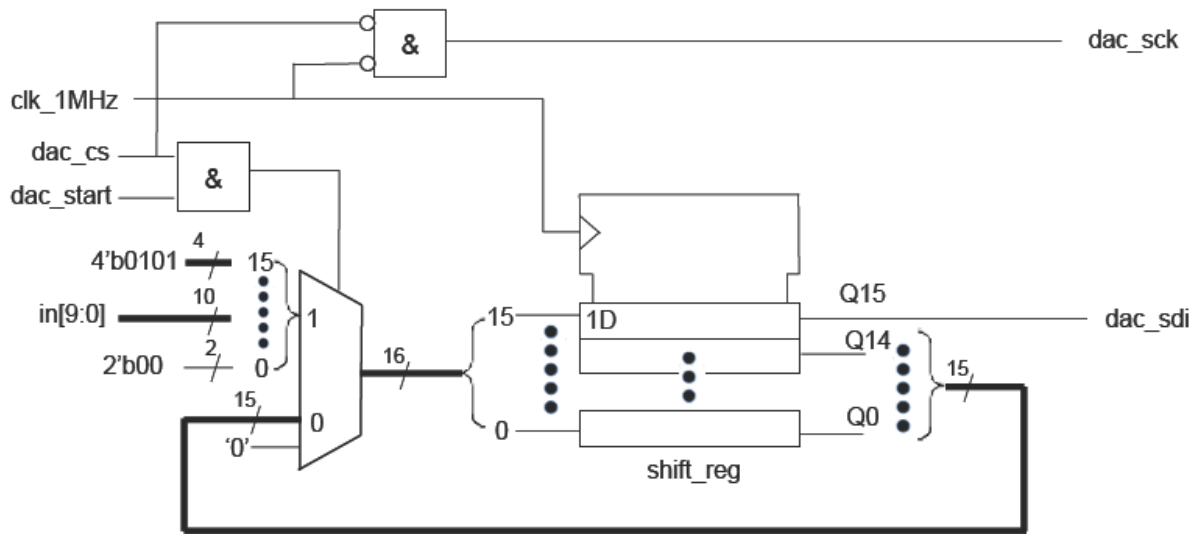 &
dac_sck
clk_1MHz
dac_cs
&
dac_start
4'b0101
4
15
in[9:0]
10
1
2'b00
2
0
15
0
'0'
16
15
1D
0
Q15
dac_sdi
Q14
15
Q0
shift_reg